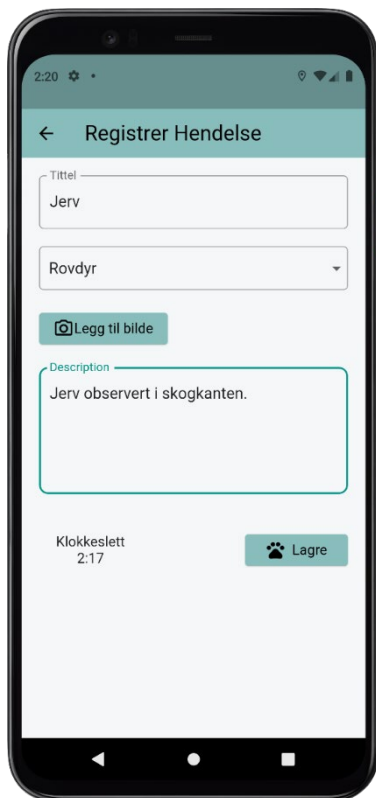 2:20
Registrer Hendelse
Tittel
Jerv
Rovdyr
Legg til bilde
Description
Jerv observert i skogkanten.
Klokkeslett
2:17
Lagre